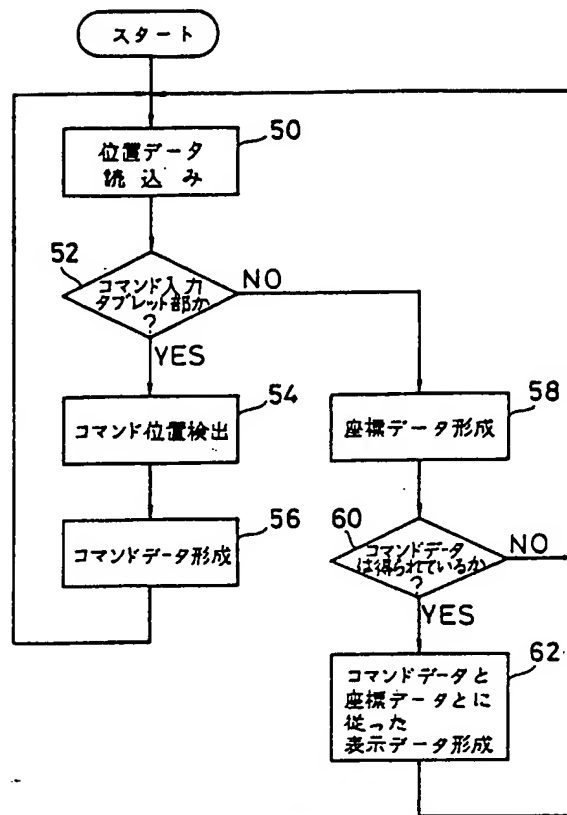 スタート
50
位置データ
読込み
52
コマンド入力
タブレット部か
?
NO
YES
54
コマンド位置検出
56
コマンドデータ形成
58
座標データ形成
60
コマンドデータ
は得られているか
?
NO
YES
62
コマンドデータと
座標データとに
従った
表示データ形成